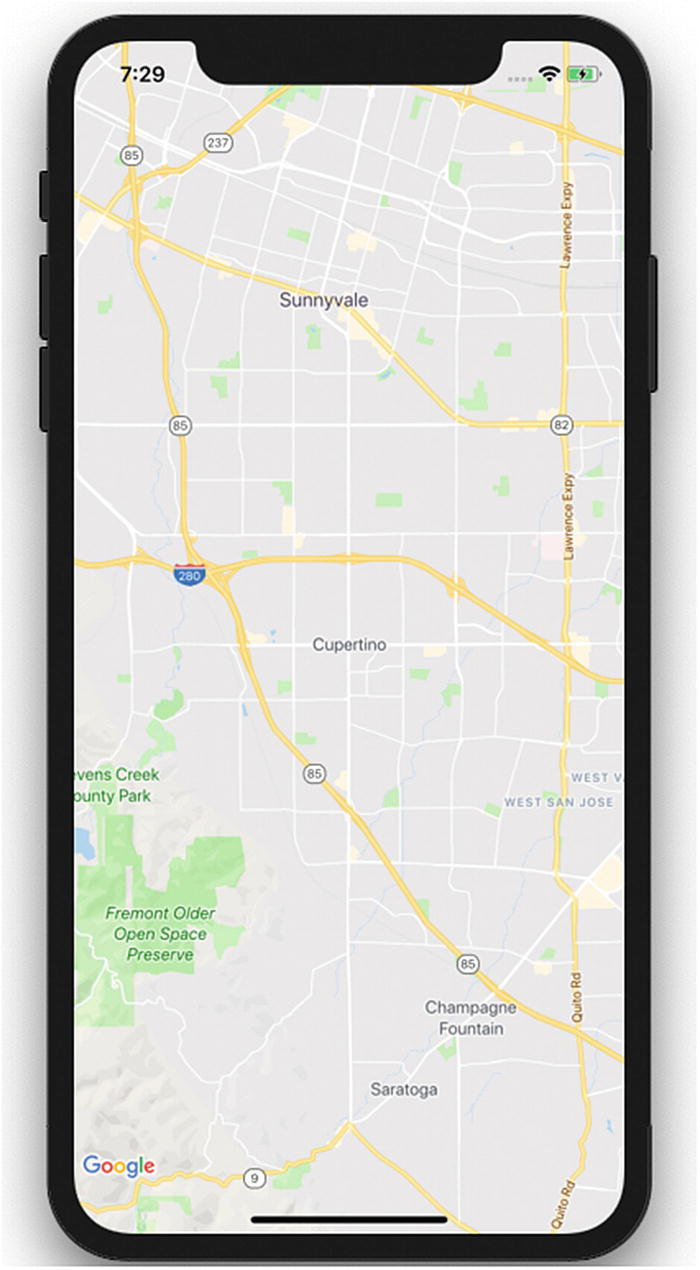 7:29
237
85
Lawrence Expy
Sunnyvale
85
82
Lawrence Expy
280
Cupertino
85
evens Creek
ounty Park
WEST V
WEST SAN JOSE
Fremont Older
Open Space
Preserve
85
Quito Rd
Champagne
Fountain
Saratoga
Google
9
Quito Rd